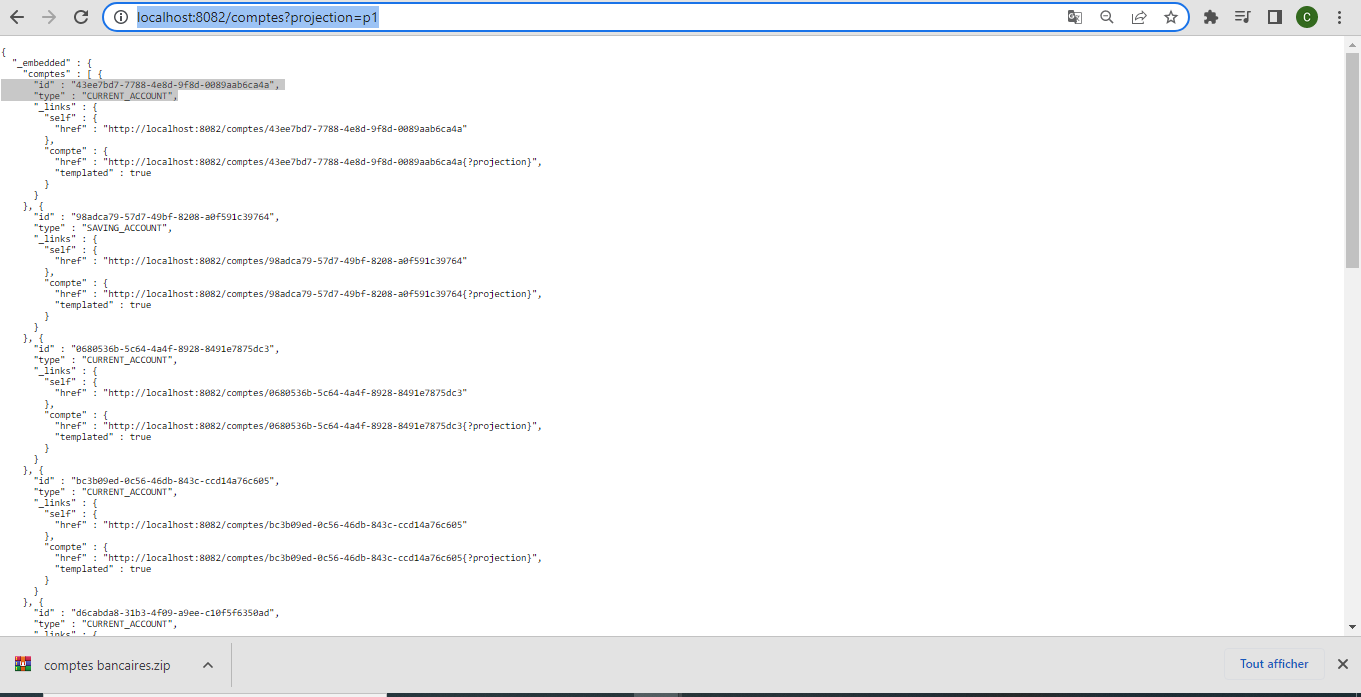 localhost:8082/comptes?projection=p1
C
{
  "_embedded" : {
    "comptes" : [ {
      "id" : "43ee7bd7-7788-4e8d-9f8d-0089aab6ca4a",
      "type" : "CURRENT_ACCOUNT",
      "_links" : {
        "self" : {
          "href" : "http://localhost:8082/comptes/43ee7bd7-7788-4e8d-9f8d-0089aab6ca4a"
        },
        "compte" : {
          "href" : "http://localhost:8082/comptes/43ee7bd7-7788-4e8d-9f8d-0089aab6ca4a{?projection}",
          "templated" : true
        }
      }
    }, {
      "id" : "98adca79-57d7-49bf-8208-a0f591c39764",
      "type" : "SAVING_ACCOUNT",
      "_links" : {
        "self" : {
          "href" : "http://localhost:8082/comptes/98adca79-57d7-49bf-8208-a0f591c39764"
        },
        "compte" : {
          "href" : "http://localhost:8082/comptes/98adca79-57d7-49bf-8208-a0f591c39764{?projection}",
          "templated" : true
        }
      }
    }, {
      "id" : "0680536b-5c64-4a4f-8928-8491e7875dc3",
      "type" : "CURRENT_ACCOUNT",
      "_links" : {
        "self" : {
          "href" : "http://localhost:8082/comptes/0680536b-5c64-4a4f-8928-8491e7875dc3"
        },
        "compte" : {
          "href" : "http://localhost:8082/comptes/0680536b-5c64-4a4f-8928-8491e7875dc3{?projection}",
          "templated" : true
        }
      }
    }, {
      "id" : "bc3b09ed-0c56-46db-843c-ccd14a76c605",
      "type" : "CURRENT_ACCOUNT",
      "_links" : {
        "self" : {
          "href" : "http://localhost:8082/comptes/bc3b09ed-0c56-46db-843c-ccd14a76c605"
        },
        "compte" : {
          "href" : "http://localhost:8082/comptes/bc3b09ed-0c56-46db-843c-ccd14a76c605{?projection}",
          "templated" : true
        }
      }
    }, {
      "id" : "d6cabda8-31b3-4f09-a9ee-c10f5f6350ad",
      "type" : "CURRENT_ACCOUNT",
      "_links" : {
comptes bancaires.zip
Tout afficher